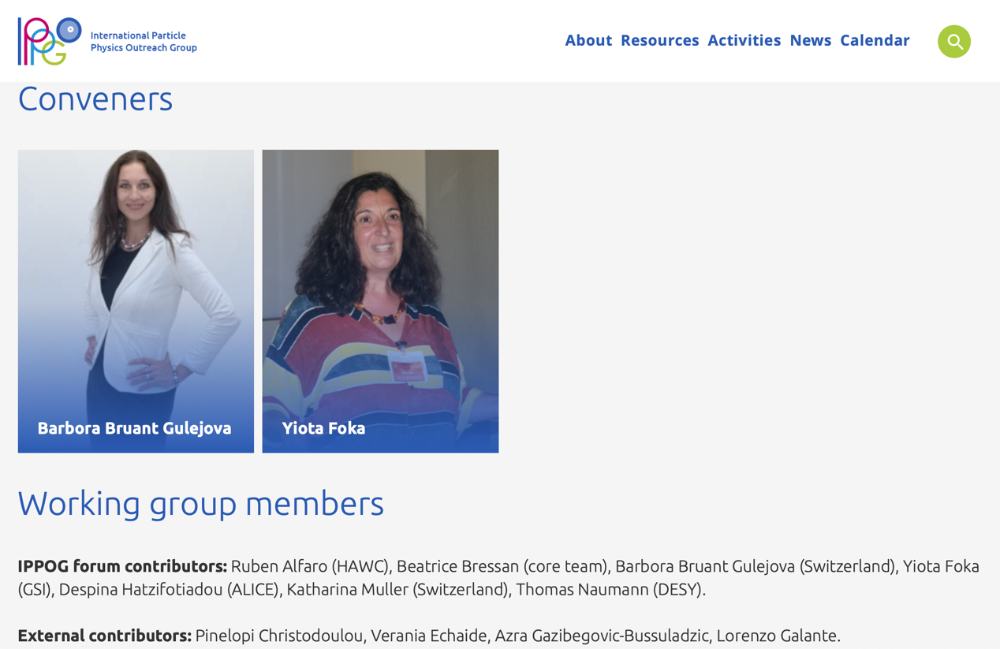 IPPOG
International Particle
Physics Outreach Group
About Resources Activities News Calendar
Conveners
Barbora Bruant Gulejova
Yiota Foka
Working group members
IPPOG forum contributors: Ruben Alfaro (HAWC), Beatrice Bressan (core team), Barbora Bruant Gulejova (Switzerland), Yiota Foka
(GSI), Despina Hatzifotiadou (ALICE), Katharina Muller (Switzerland), Thomas Naumann (DESY).
External contributors: Pinelopi Christodoulou, Verania Echaide, Azra Gazibegovic-Bussuladzic, Lorenzo Galante.